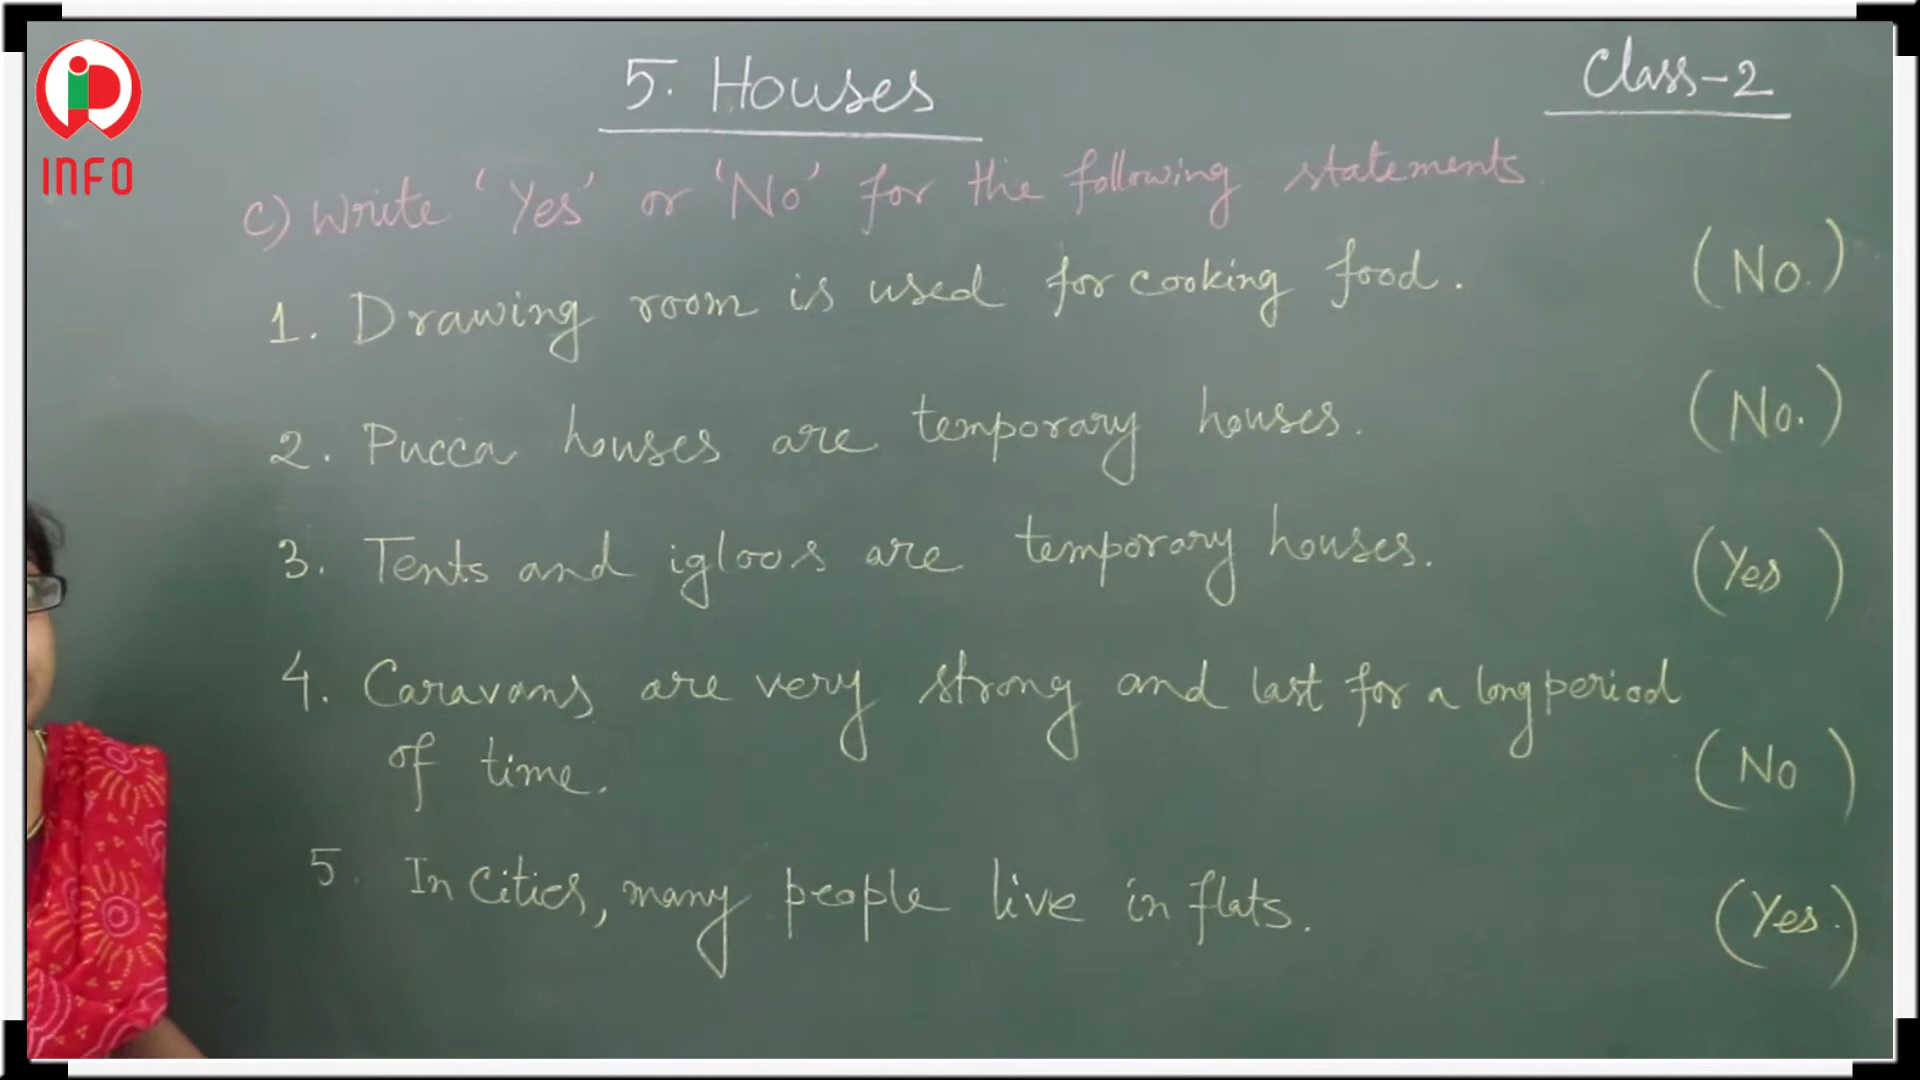 INFO
5. Houses
Class-2
c) Write 'Yes' or 'No' for the following statements
1. Drawing room is used for cooking food. (No.)
2. Pucca houses are temporary houses. (No.)
3. Tents and igloos are temporary houses. (Yes )
4. Caravans are very strong and last for a long period
of time. (No )
5. In Cities, many people live in flats. (Yes.)